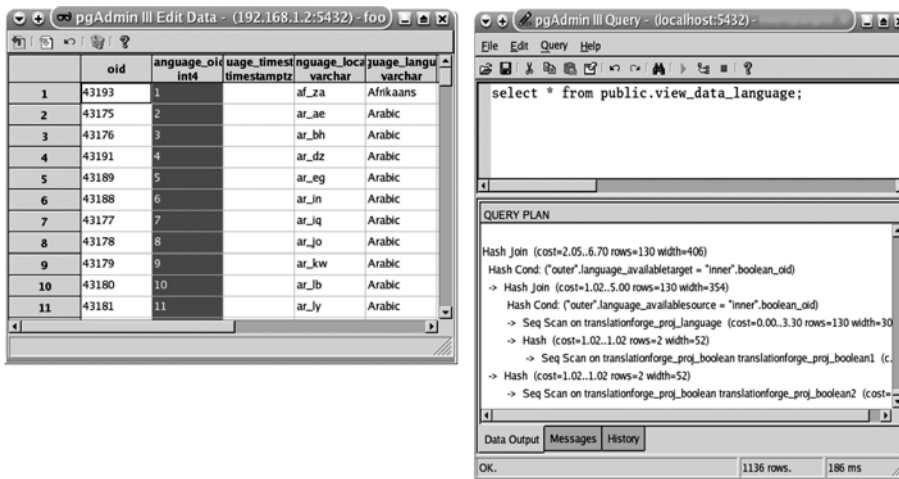 pgAdmin III Edit Data - (192.168.1.2:5432) - foo
oid anguage_oid uage_timest nguage_loca guage_langu
int4 timestamptz varchar varchar
1 43193 1 af_za Afrikaans
2 43175 2 ar_ae Arabic
3 43176 3 ar_bh Arabic
4 43191 4 ar_dz Arabic
5 43189 5 ar_eg Arabic
6 43188 6 ar_in Arabic
7 43177 7 ar_iq Arabic
8 43178 8 ar_jo Arabic
9 43179 9 ar_kw Arabic
10 43180 10 ar_lb Arabic
11 43181 11 ar_ly Arabic
pgAdmin III Query - (localhost:5432) -
File Edit Query Help
select * from public.view_data_language;
QUERY PLAN
Hash Join (cost=2.05..6.70 rows=130 width=406)
Hash Cond: ("outer".language_availabletarget = "inner".boolean_oid)
-> Hash Join (cost=1.02..5.00 rows=130 width=354)
Hash Cond: ("outer".language_availablesource = "inner".boolean_oid)
-> Seq Scan on translationforge_proj_language (cost=0.00..3.30 rows=130 width=30
-> Hash (cost=1.02..1.02 rows=2 width=52)
-> Seq Scan on translationforge_proj_boolean translationforge_proj_boolean1 (c.
-> Hash (cost=1.02..1.02 rows=2 width=52)
-> Seq Scan on translationforge_proj_boolean translationforge_proj_boolean2 (cost=
Data Output Messages History
OK. 1136 rows. 186 ms